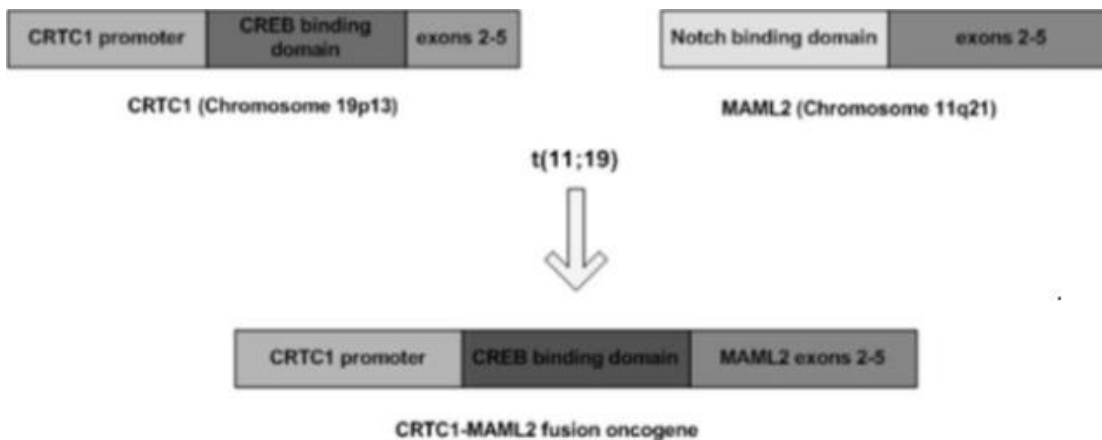 CRTC1 promoter
CREB binding
domain
exons 2-5
Notch binding domain
exons 2-5
CRTC1 (Chromosome 19p13)
MAML2 (Chromosome 11q21)
t(11;19)
CRTC1 promoter
CREB binding domain
MAML2 exons 2-5
CRTC1-MAML2 fusion oncogene